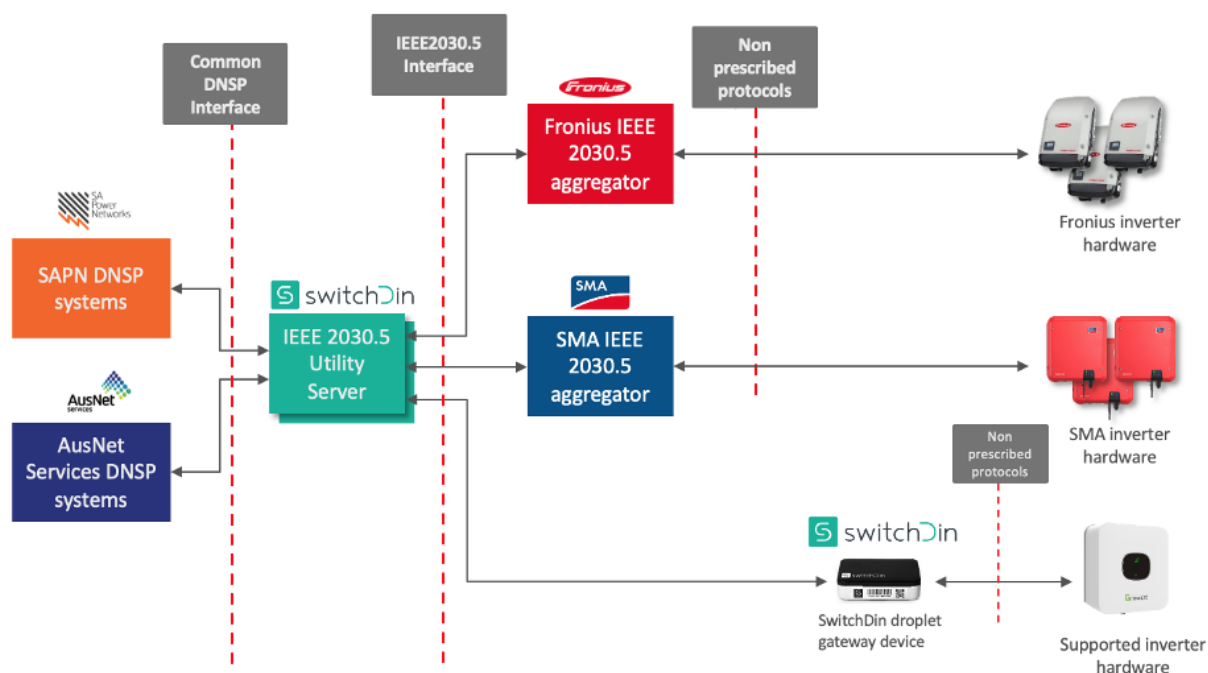 Common
DNSP
Interface
IEEE2030.5
Interface
Non
prescribed
protocols
Fronius
Fronius IEEE
2030.5
aggregator
Fronius inverter
hardware
SA
Power
Networks
SAPN DNSP
systems
switchDin
IEEE 2030.5
Utility
Server
SMA
SMA IEEE
2030.5
aggregator
SMA inverter
hardware
AusNet
services
AusNet
Services DNSP
systems
Non
prescribed
protocols
switchDin
switchDin
SwitchDin droplet
gateway device
Growatt
Supported inverter
hardware